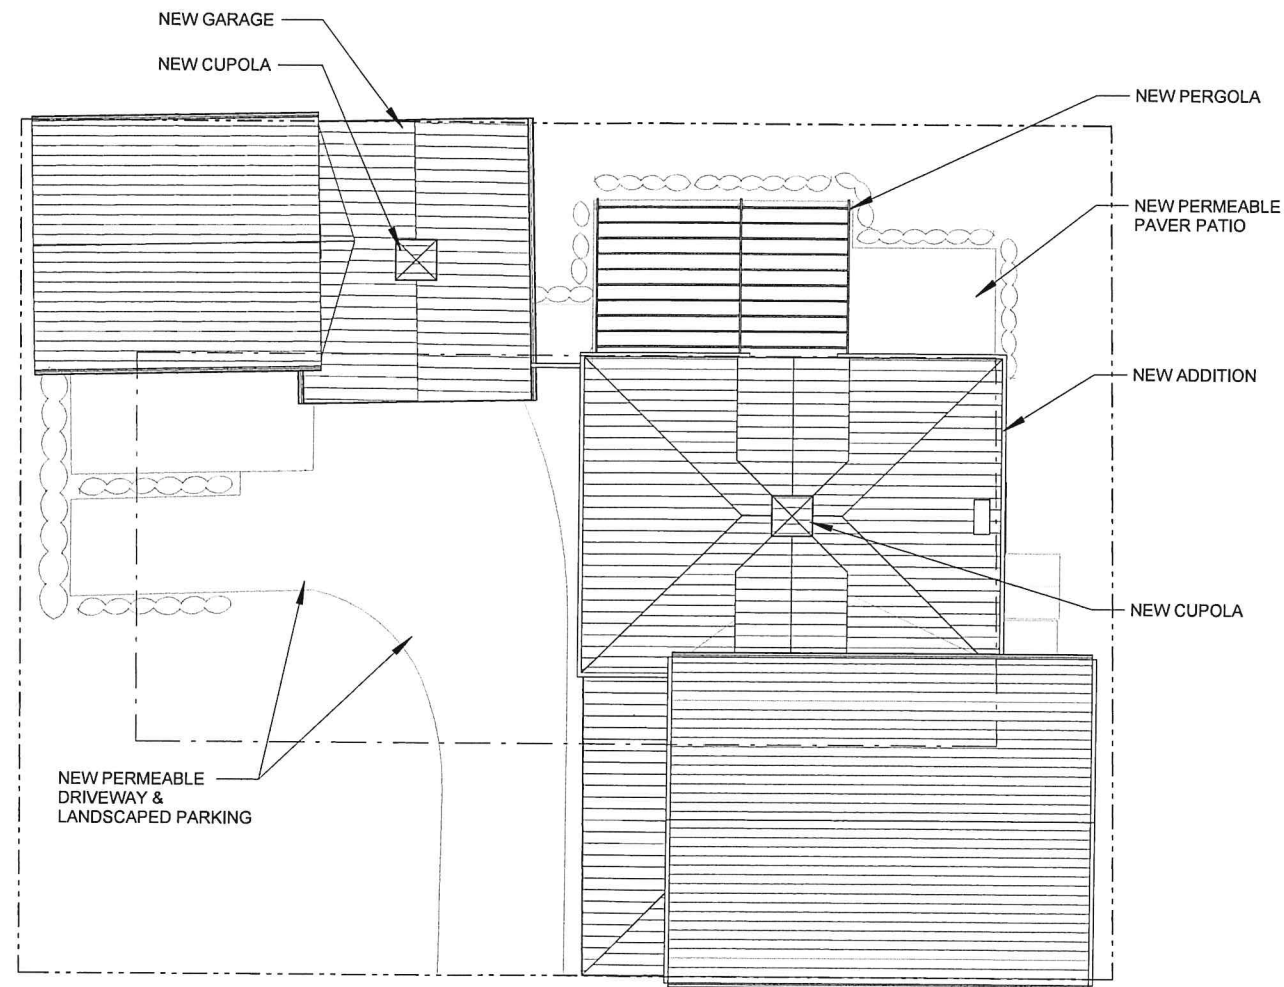 NEW GARAGE
NEW CUPOLA
NEW PERGOLA
NEW PERMEABLE
PAVER PATIO
NEW ADDITION
NEW CUPOLA
NEW PERMEABLE
DRIVEWAY &
LANDSCAPED PARKING